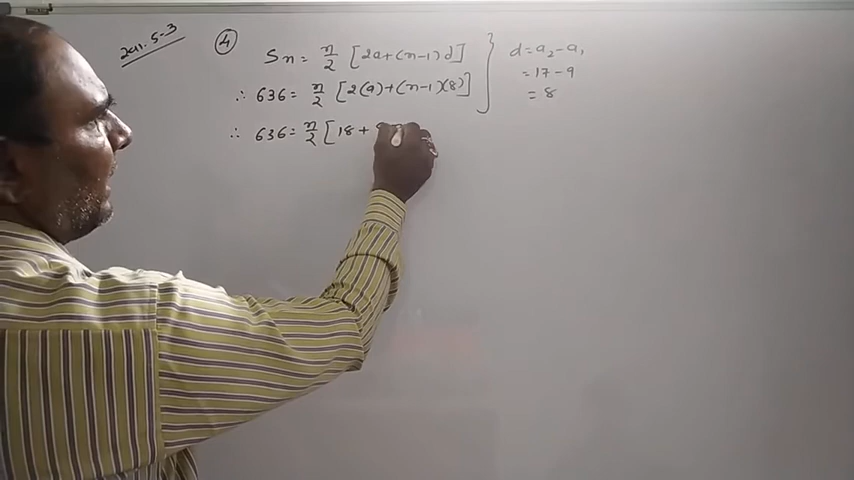 સ્વા. 5.3
④ Sn = n/2 [2a+(n-1)d]
∴ 636 = n/2 [2(9)+(n-1)(8)]
∴ 636 = n/2 [18+
d = a₂-a₁
= 17-9
= 8